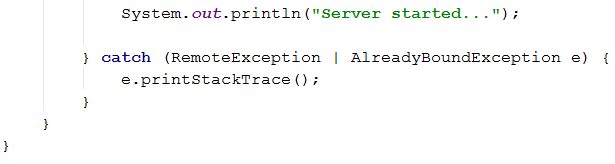 System.out.println("Server started...");
} catch (RemoteException | AlreadyBoundException e) {
e.printStackTrace();
}
}
}